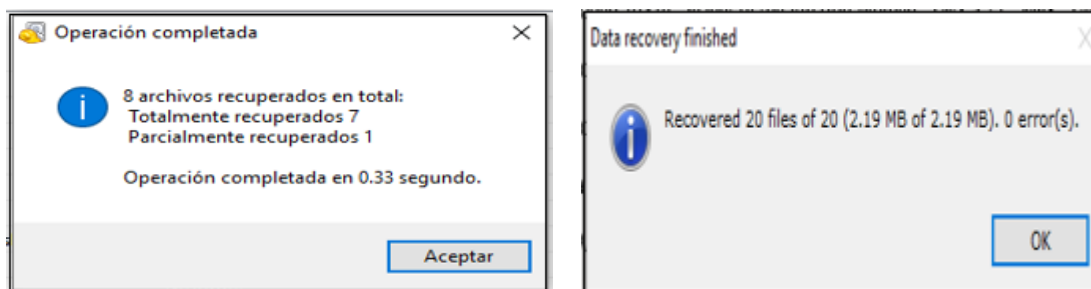 Operación completada
8 archivos recuperados en total:
Totalmente recuperados 7
Parcialmente recuperados 1
Operación completada en 0.33 segundo.
Aceptar
Data recovery finished
Recovered 20 files of 20 (2.19 MB of 2.19 MB). 0 error(s).
OK